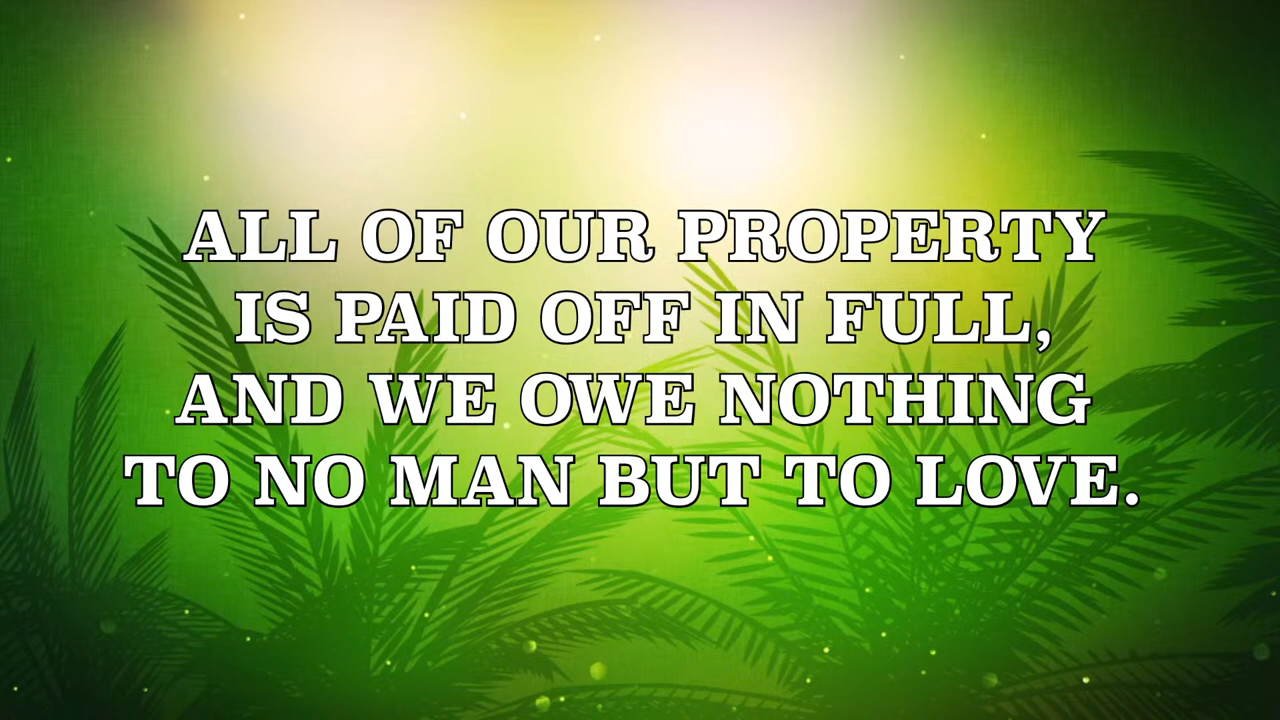 ALL OF OUR PROPERTY
IS PAID OFF IN FULL,
AND WE OWE NOTHING
TO NO MAN BUT TO LOVE.